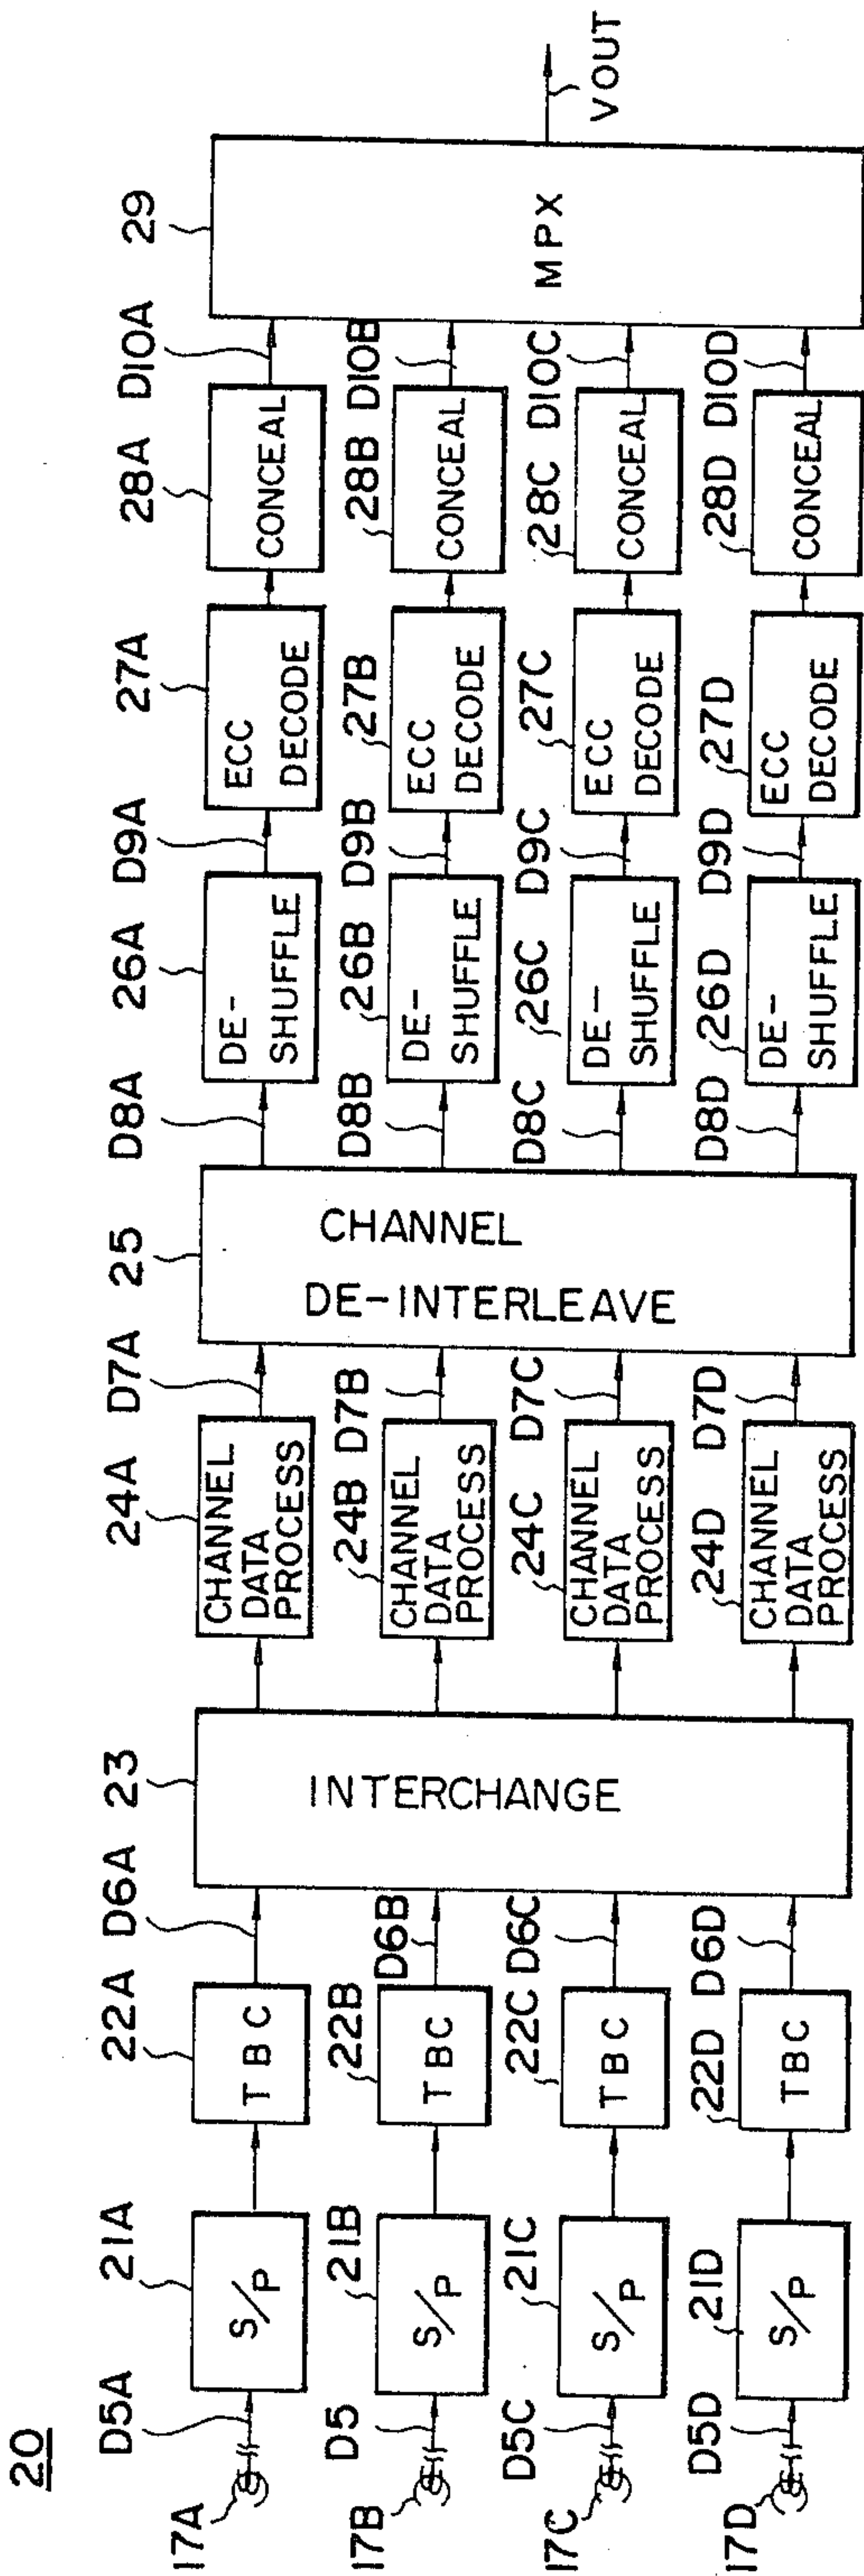 20
17A
D5A
21A
S/P
22A
TBC
D6A
23
INTERCHANGE
24A
CHANNEL
DATA
PROCESS
D7A
25
CHANNEL
DE-INTERLEAVE
D8A
26A
DE-
SHUFFLE
D9A
27A
ECC
DECODE
28A
CONCEAL
D10A
29
MPX
VOUT
17B
D5
21B
S/P
22B
TBC
D6B
24B
CHANNEL
DATA
PROCESS
D7B
D8B
26B
DE-
SHUFFLE
D9B
27B
ECC
DECODE
28B
CONCEAL
D10B
17C
D5C
21C
S/P
22C
TBC
D6C
24C
CHANNEL
DATA
PROCESS
D7C
D8C
26C
DE-
SHUFFLE
D9C
27C
ECC
DECODE
28C
CONCEAL
D10C
17D
D5D
21D
S/P
22D
TBC
D6D
24D
CHANNEL
DATA
PROCESS
D7D
D8D
26D
DE-
SHUFFLE
D9D
27D
ECC
DECODE
28D
CONCEAL
D10D